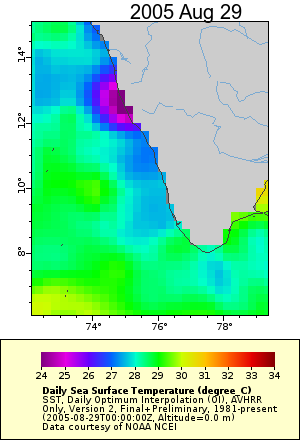 2005 Aug 29
14°
12°
10°
8°
74° 76° 78°
24 25 26 27 28 29 30 31 32 33 34
Daily Sea Surface Temperature (degree_C)
SST, Daily Optimum Interpolation (OI), AVHRR
Only, Version 2, Final+Preliminary, 1981-present
(2005-08-29T00:00:00Z, Altitude=0.0 m)
Data courtesy of NOAA NCEI